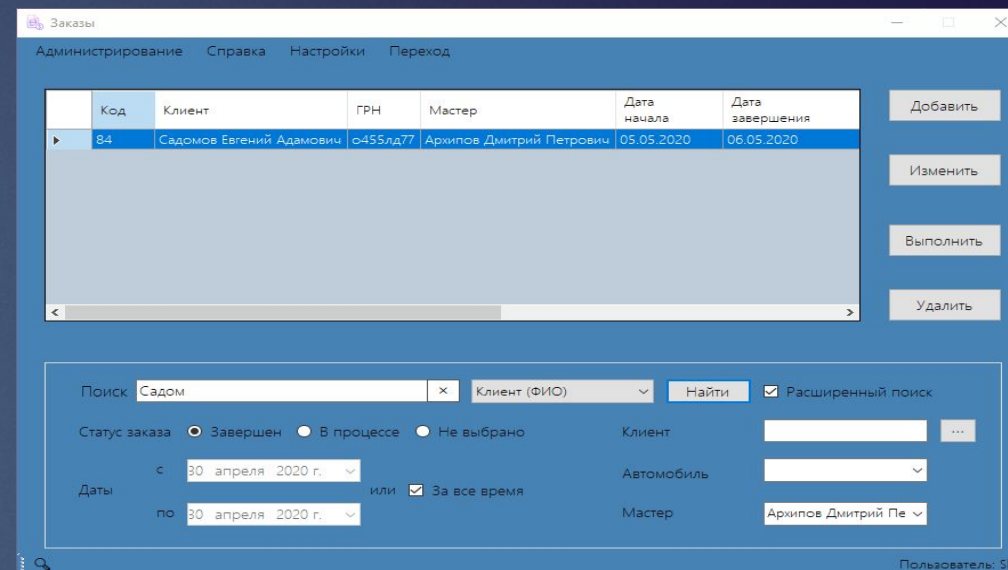 Заказы
Администрирование Справка Настройки Переход
Код Клиент ГРН Мастер Дата начала Дата завершения
84 Садомов Евгений Адамович о455лд77 Архипов Дмитрий Петрович 05.05.2020 06.05.2020
Добавить
Изменить
Выполнить
Удалить
Поиск Садом × Клиент (ФИО) Найти Расширенный поиск
Статус заказа Завершен В процессе Не выбрано Клиент ...
с 30 апреля 2020 г.
Даты или За все время Автомобиль
по 30 апреля 2020 г. Мастер Архипов Дмитрий Пе
Пользователь: